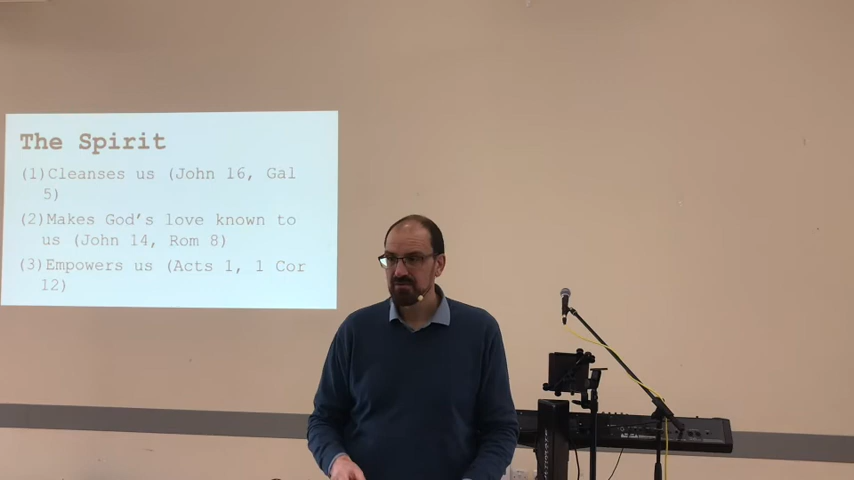 The Spirit
(1)Cleanses us (John 16, Gal
5)
(2)Makes God's love known to
us (John 14, Rom 8)
(3)Empowers us (Acts 1, 1 Cor
12)